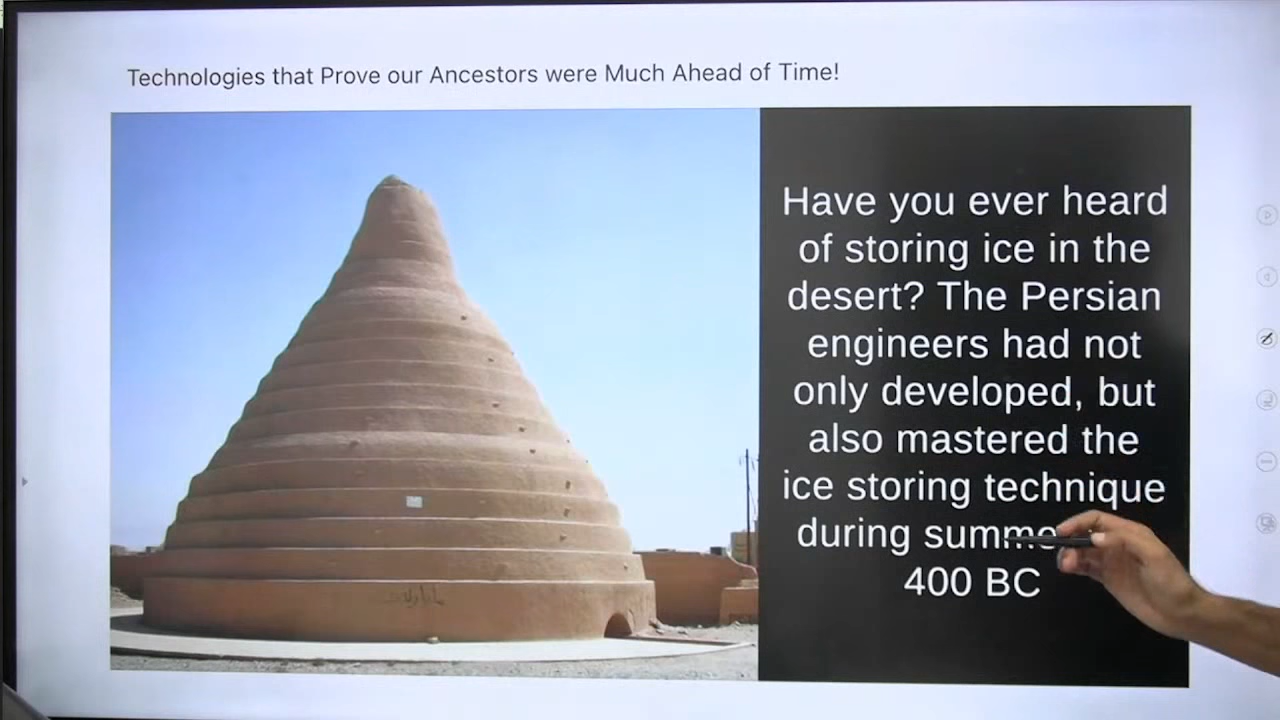 Technologies that Prove our Ancestors were Much Ahead of Time!
Have you ever heard
of storing ice in the
desert? The Persian
engineers had not
only developed, but
also mastered the
ice storing technique
during
400 BC